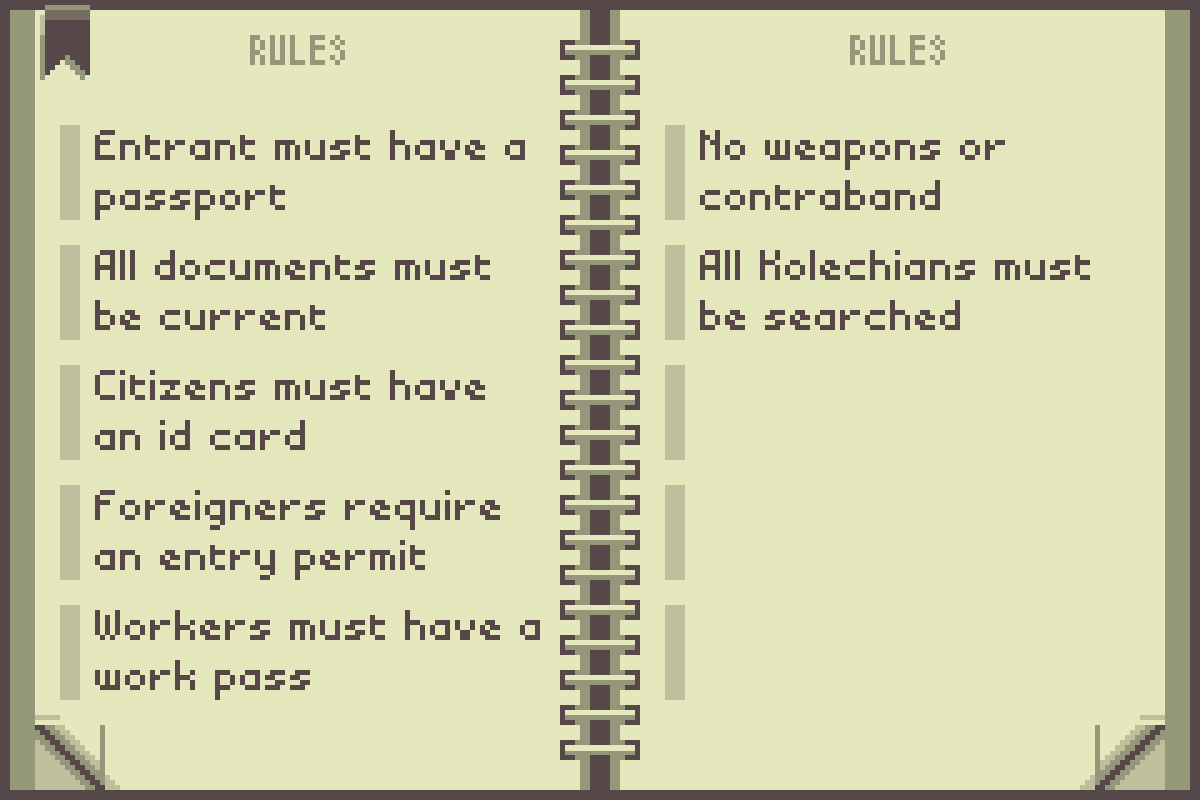 RULES
Entrant must have a
passport
All documents must
be current
Citizens must have
an id card
Foreigners require
an entry permit
Workers must have a
work pass
RULES
No weapons or
contraband
All Kolechians must
be searched